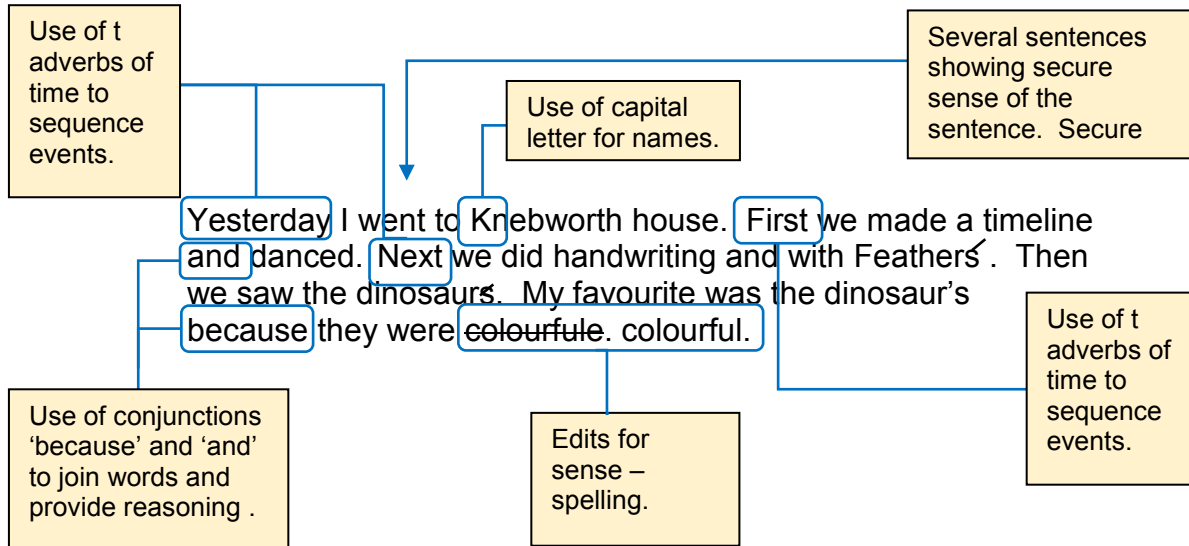 Use of t
adverbs of
time to
sequence
events.
Several sentences
showing secure
sense of the
sentence. Secure
Use of capital
letter for names.
Yesterday I went to Knebworth house. First we made a timeline
and danced. Next we did handwriting and with Feathers . Then
we saw the dinosaurs. My favourite was the dinosaur’s
because they were colourfule. colourful.
Use of conjunctions
‘because’ and ‘and’
to join words and
provide reasoning .
Edits for
sense –
spelling.
Use of t
adverbs of
time to
sequence
events.